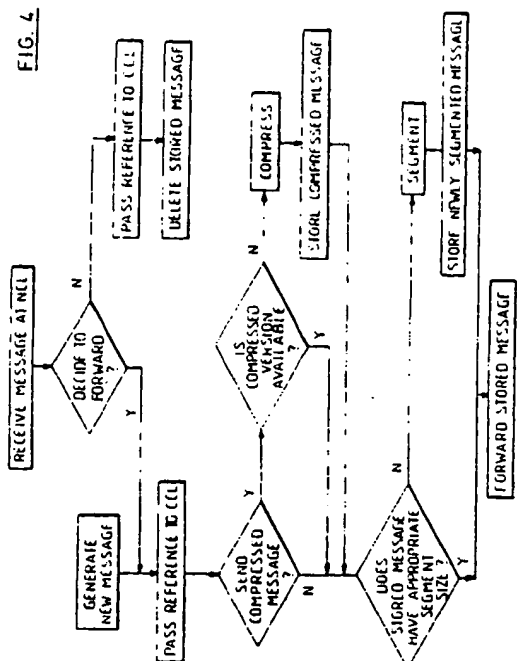 FIG. 4
RECEIVE MESSAGE AT NCL
DECIDE TO
FORWARD
?
N
Y
PASS REFERENCE TO CCL
DELETE STORED MESSAGE
GENERATE
NEW MESSAGE
PASS REFERENCE TO CCL
SEND
COMPRESSED
MESSAGE
?
Y
N
IS
COMPRESSED
VERSION
AVAILABLE
?
N
Y
COMPRESS
STORE COMPRESSED MESSAGE
DOES
STORED MESSAGE
HAVE APPROPRIATE
SEGMENT
SIZE ?
N
Y
SEGMENT
STORE NEWLY SEGMENTED MESSAGE
FORWARD STORED MESSAGE